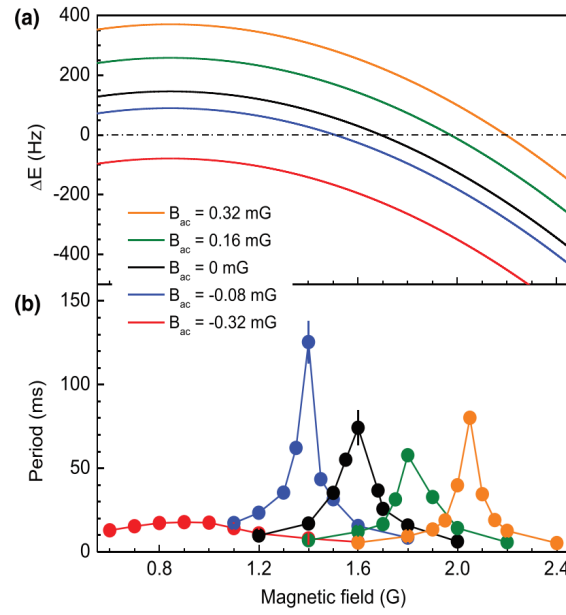 (a)
400
200
0
-200
-400
ΔE (Hz)
B_ac = 0.32 mG
B_ac = 0.16 mG
B_ac = 0 mG
B_ac = -0.08 mG
B_ac = -0.32 mG
(b)
150
100
50
0
Period (ms)
0.8 1.2 1.6 2.0 2.4
Magnetic field (G)